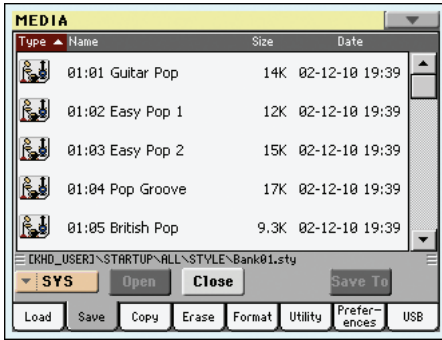 MEDIA
Type Name Size Date
01:01 Guitar Pop 14K 02-12-10 19:39
01:02 Easy Pop 1 12K 02-12-10 19:39
01:03 Easy Pop 2 15K 02-12-10 19:39
01:04 Pop Groove 17K 02-12-10 19:39
01:05 British Pop 9.3K 02-12-10 19:39
[KHD_USER]\STARTUP\ALL\STYLE\Bank01.sty
SYS Open Close Save To
Load Save Copy Erase Format Utility Prefer-
ences USB